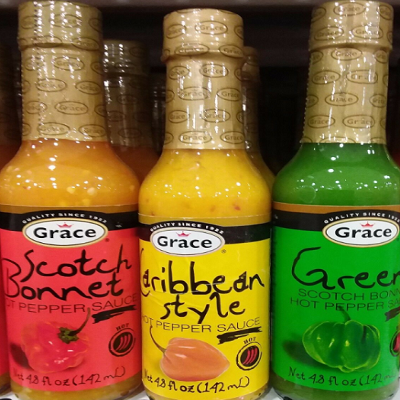 QUALITY SINCE 1922
Grace
Scotch
Bonnet
HOT PEPPER SAUCE
HOT
Net 4.8 fl oz (142 mL)
QUALITY SINCE 1922
Grace
Caribbean
style
HOT PEPPER SAUCE
HOT
Net 4.8 fl oz (142 mL)
QUALITY SINCE 1922
Grace
Green
SCOTCH BONN
HOT PEPPER S
HOT
Net 4.8 fl oz (142 mL)